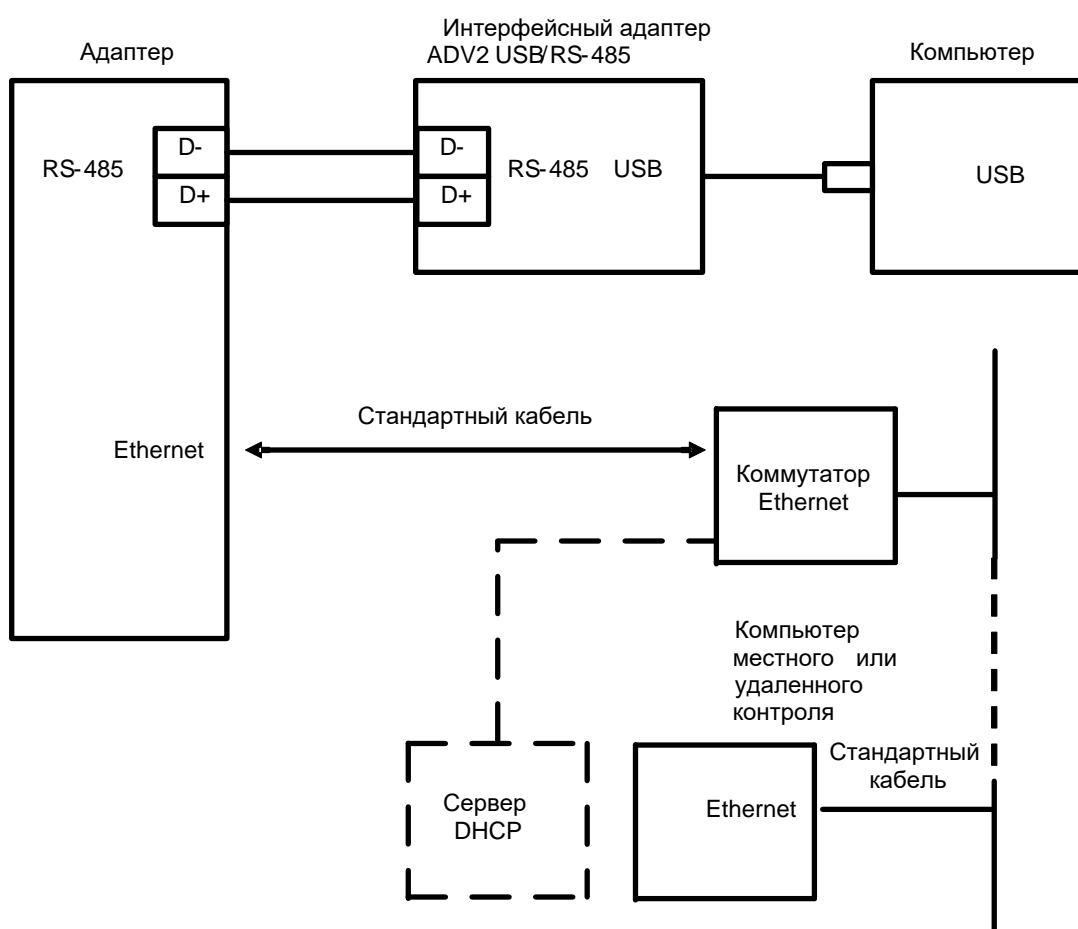 Адаптер
Интерфейсный адаптер
ADV2 USB/RS-485
Компьютер
RS-485
D-
D+
D-
D+
RS-485 USB
USB
Стандартный кабель
Ethernet
Коммутатор
Ethernet
Компьютер
местного или
удаленного
контроля
Стандартный
кабель
Сервер
DHCP
Ethernet